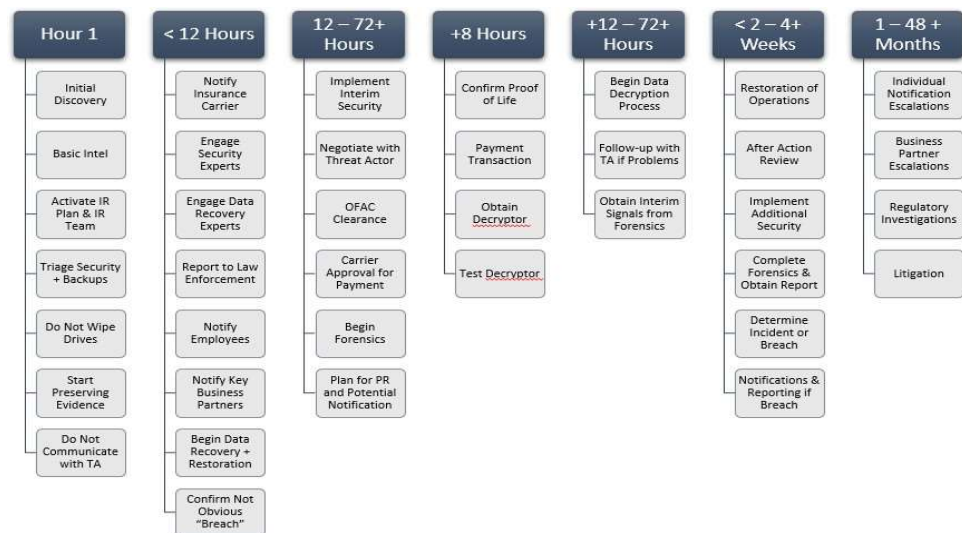 Hour 1
Initial
Discovery
Basic Intel
Activate IR
Plan & IR
Team
Triage Security
+ Backups
Do Not Wipe
Drives
Start
Preserving
Evidence
Do Not
Communicate
with TA
< 12 Hours
Notify
Insurance
Carrier
Engage
Security
Experts
Engage Data
Recovery
Experts
Report to Law
Enforcement
Notify
Employees
Notify Key
Business
Partners
Begin Data
Recovery +
Restoration
Confirm Not
Obvious
"Breach"
12 – 72+
Hours
Implement
Interim
Security
Negotiate with
Threat Actor
OFAC
Clearance
Carrier
Approval for
Payment
Begin
Forensics
Plan for PR
and Potential
Notification
+8 Hours
Confirm Proof
of Life
Payment
Transaction
Obtain
Decryptor
Test Decryptor
+12 – 72+
Hours
Begin Data
Decryption
Process
Follow-up with
TA if Problems
Obtain Interim
Signals from
Forensics
< 2 – 4+
Weeks
Restoration of
Operations
After Action
Review
Implement
Additional
Security
Complete
Forensics &
Obtain Report
Determine
Incident or
Breach
Notifications &
Reporting if
Breach
1 – 48 +
Months
Individual
Notification
Escalations
Business
Partner
Escalations
Regulatory
Investigations
Litigation